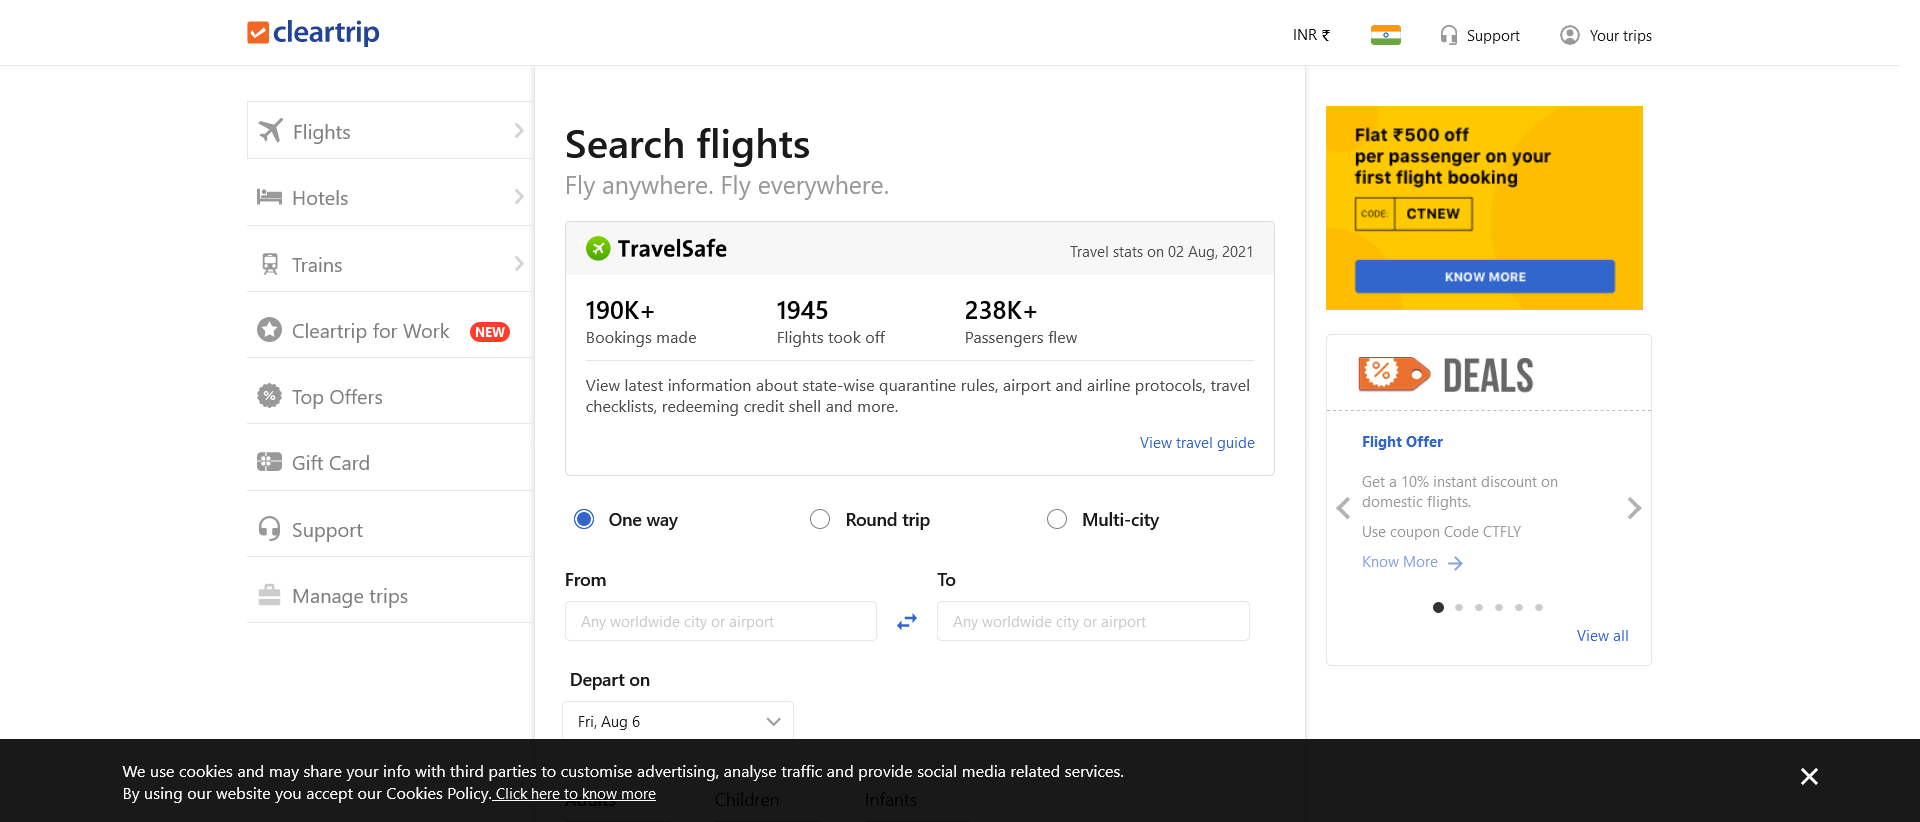 cleartrip
INR ₹
Support
Your trips
Flights
Hotels
Trains
Cleartrip for Work NEW
Top Offers
Gift Card
Support
Manage trips
Search flights
Fly anywhere. Fly everywhere.
TravelSafe
Travel stats on 02 Aug, 2021
190K+
Bookings made
1945
Flights took off
238K+
Passengers flew
View latest information about state-wise quarantine rules, airport and airline protocols, travel
checklists, redeeming credit shell and more.
View travel guide
One way
Round trip
Multi-city
From
Any worldwide city or airport
To
Any worldwide city or airport
Depart on
Fri, Aug 6
Flat ₹500 off
per passenger on your
first flight booking
CODE: CTNEW
KNOW MORE
% DEALS
Flight Offer
Get a 10% instant discount on
domestic flights.
Use coupon Code CTFLY
Know More
View all
We use cookies and may share your info with third parties to customise advertising, analyse traffic and provide social media related services.
By using our website you accept our Cookies Policy. Click here to know more
Adults
Children
Infants